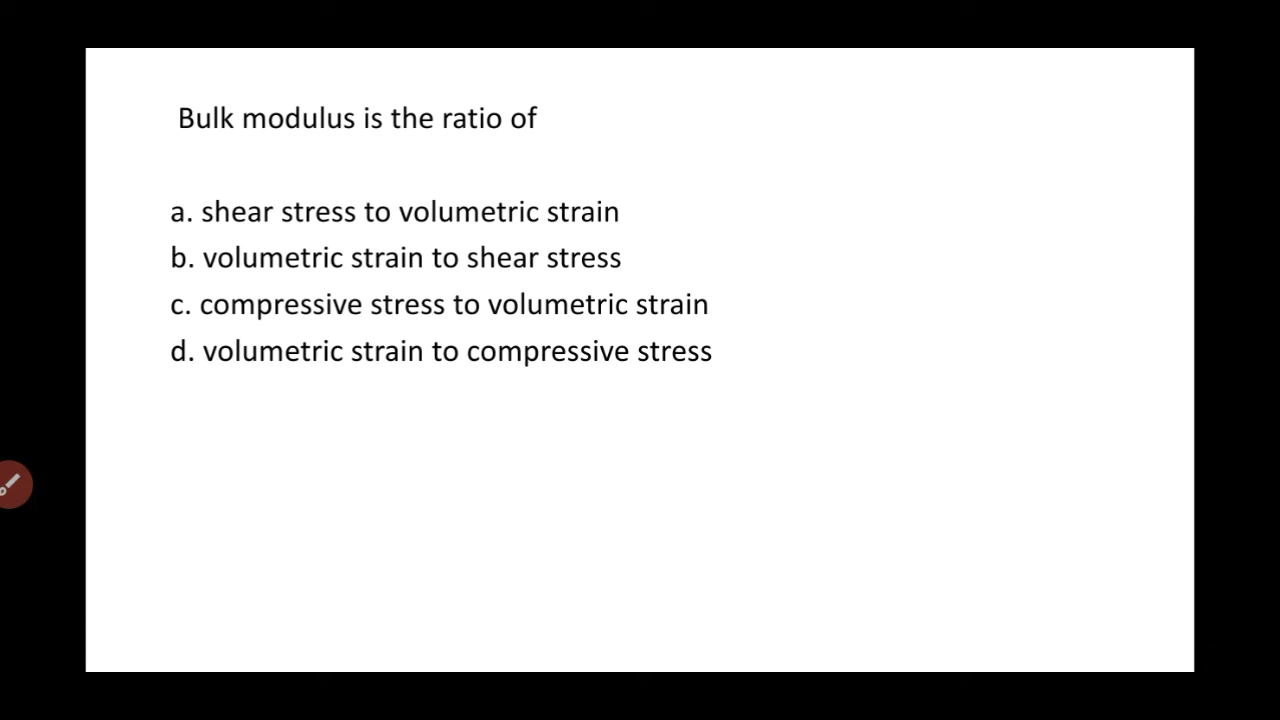 Bulk modulus is the ratio of
a. shear stress to volumetric strain
b. volumetric strain to shear stress
c. compressive stress to volumetric strain
d. volumetric strain to compressive stress